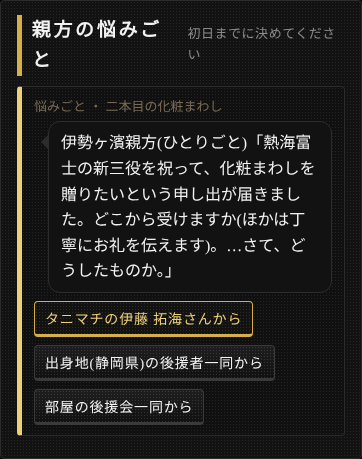 親方の悩みご
と
初日までに決めてくださ
い
悩みごと ・ 二本目の化粧まわし
伊勢ヶ濱親方(ひとりごと)「熱海富
士の新三役を祝って、化粧まわしを
贈りたいという申し出が届きまし
た。どこから受けますか(ほかは丁
寧にお礼を伝えます)。…さて、ど
うしたものか。」
タニマチの伊藤 拓海さんから
出身地(静岡県)の後援者一同から
部屋の後援会一同から